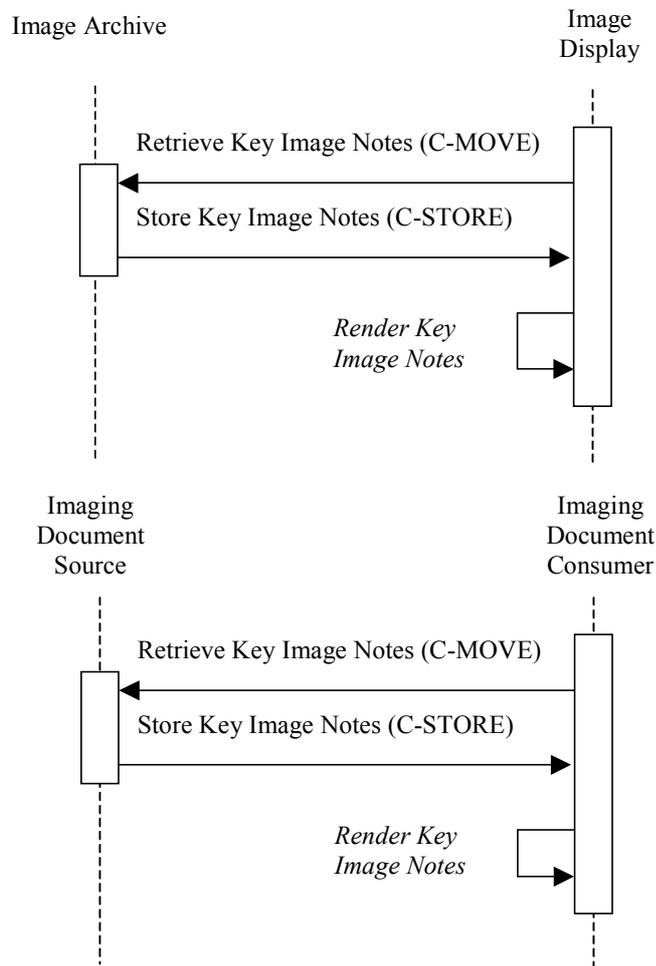 Image Archive
Image
Display
Retrieve Key Image Notes (C-MOVE)
Store Key Image Notes (C-STORE)
Render Key
Image Notes
Imaging
Document
Source
Imaging
Document
Consumer
Retrieve Key Image Notes (C-MOVE)
Store Key Image Notes (C-STORE)
Render Key
Image Notes